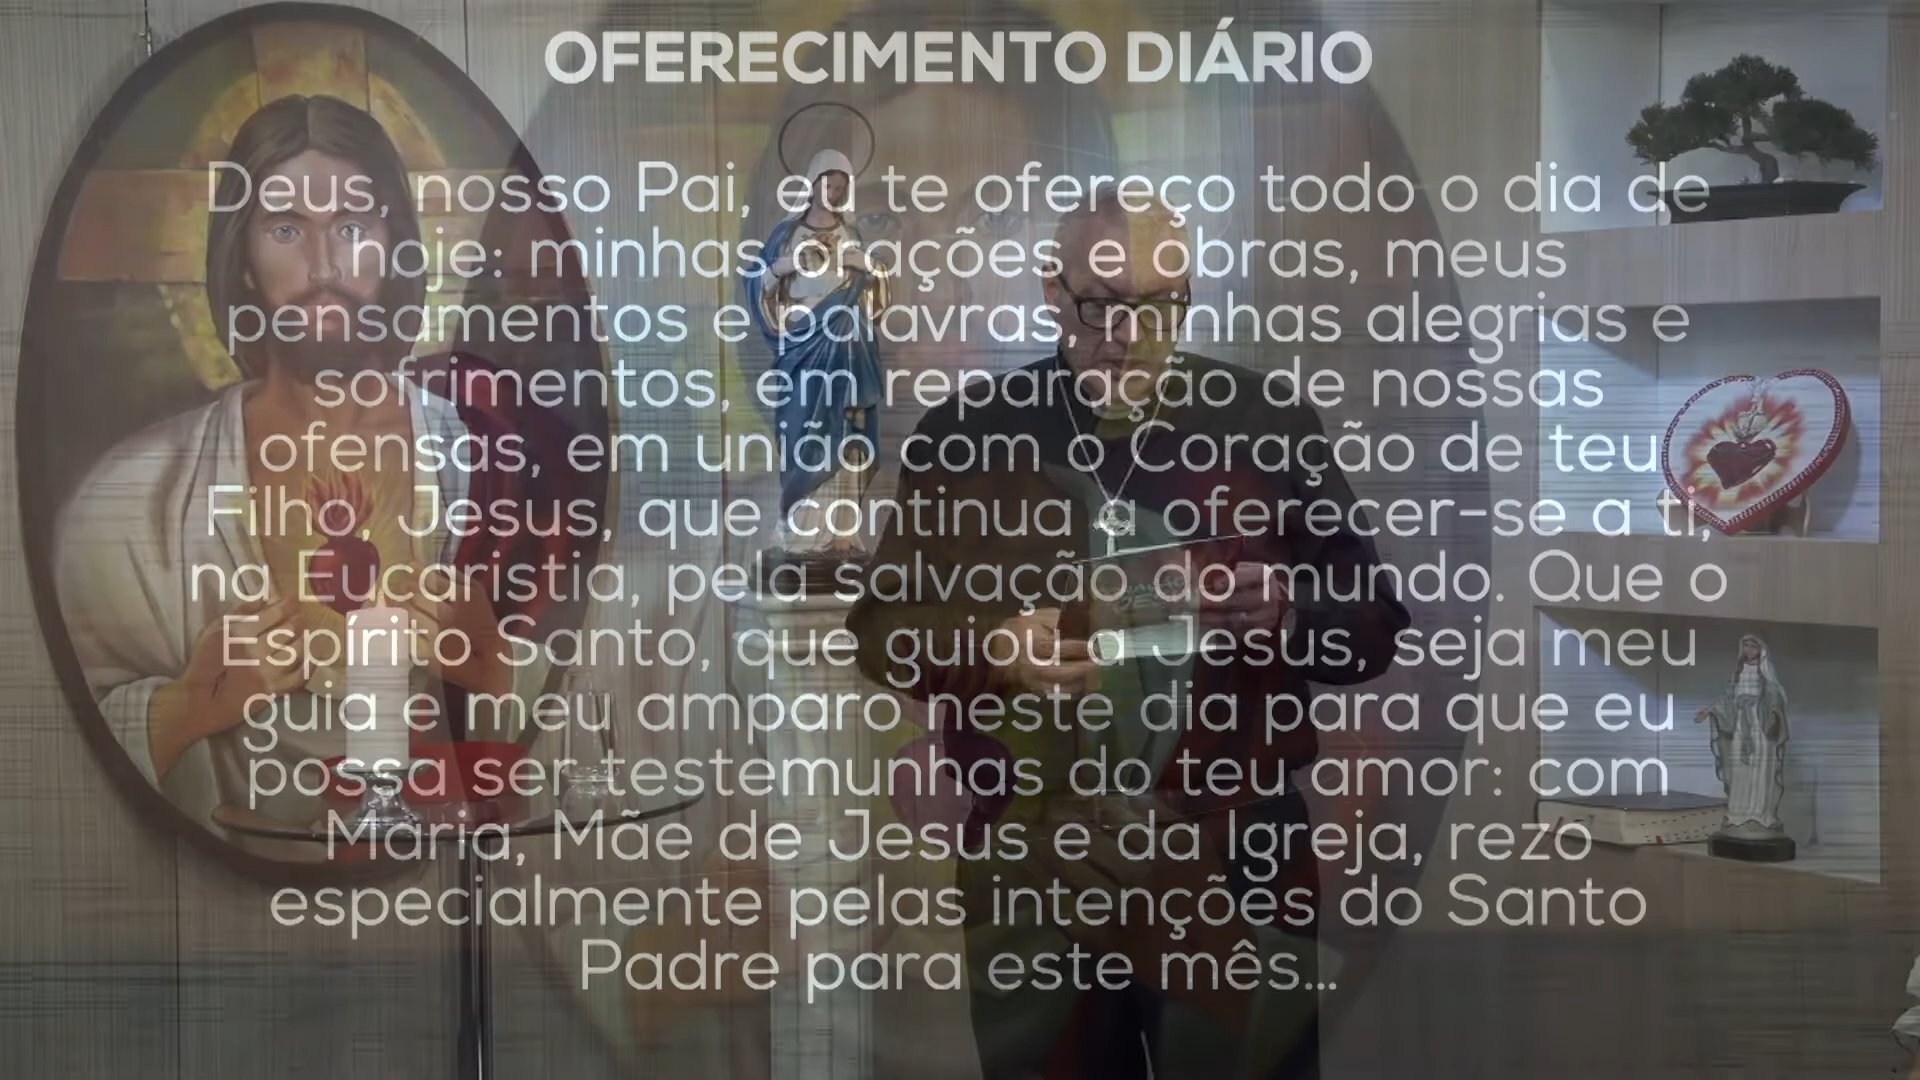 OFERECIMENTO DIÁRIO
Deus, nosso Pai, eu te ofereço todo o dia de
hoje: minhas orações e obras, meus
pensamentos e palavras, minhas alegrias e
sofrimentos, em reparação de nossas
ofensas, em união com o Coração de teu
Filho, Jesus, que continua a oferecer-se a ti,
na Eucaristia, pela salvação do mundo. Que o
Espírito Santo, que guiou a Jesus, seja meu
guia e meu amparo neste dia para que eu
possa ser testemunhas do teu amor: com
Maria, Mãe de Jesus e da Igreja, rezo
especialmente pelas intenções do Santo
Padre para este mês...